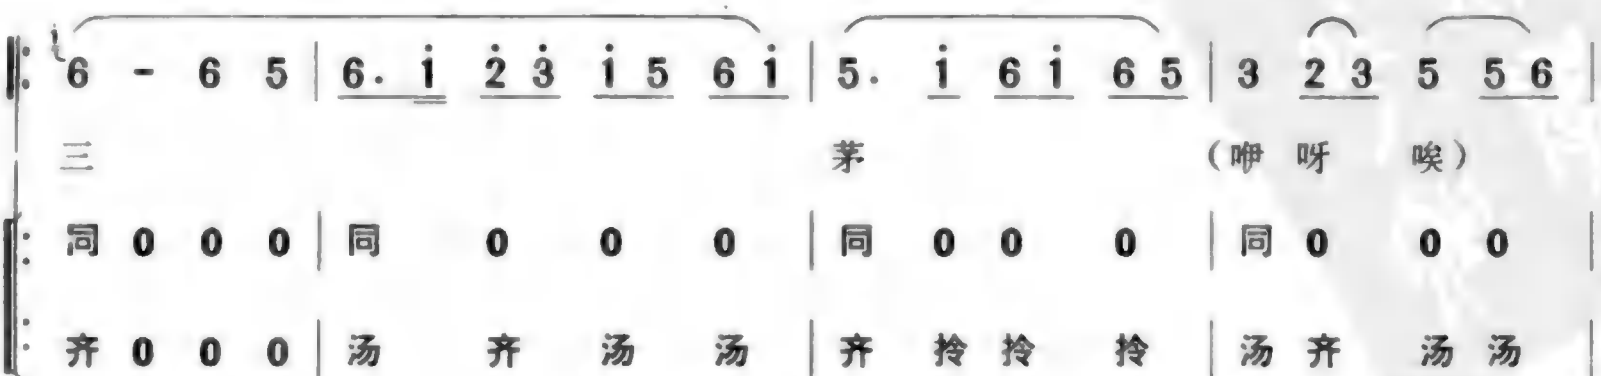 6 - 6 5 | 6. i̇ 2̇ 3̇ i̇ 5 6 i̇ | 5. i̇ 6 i̇ 6 5 | 3 2 3 5 5 6 |
三 茅 (咿 呀 唉)
同 0 0 0 | 同 0 0 0 | 同 0 0 0 | 同 0 0 0 |
齐 0 0 0 | 汤 齐 汤 汤 | 齐 拎 拎 拎 | 汤 齐 汤 汤 |